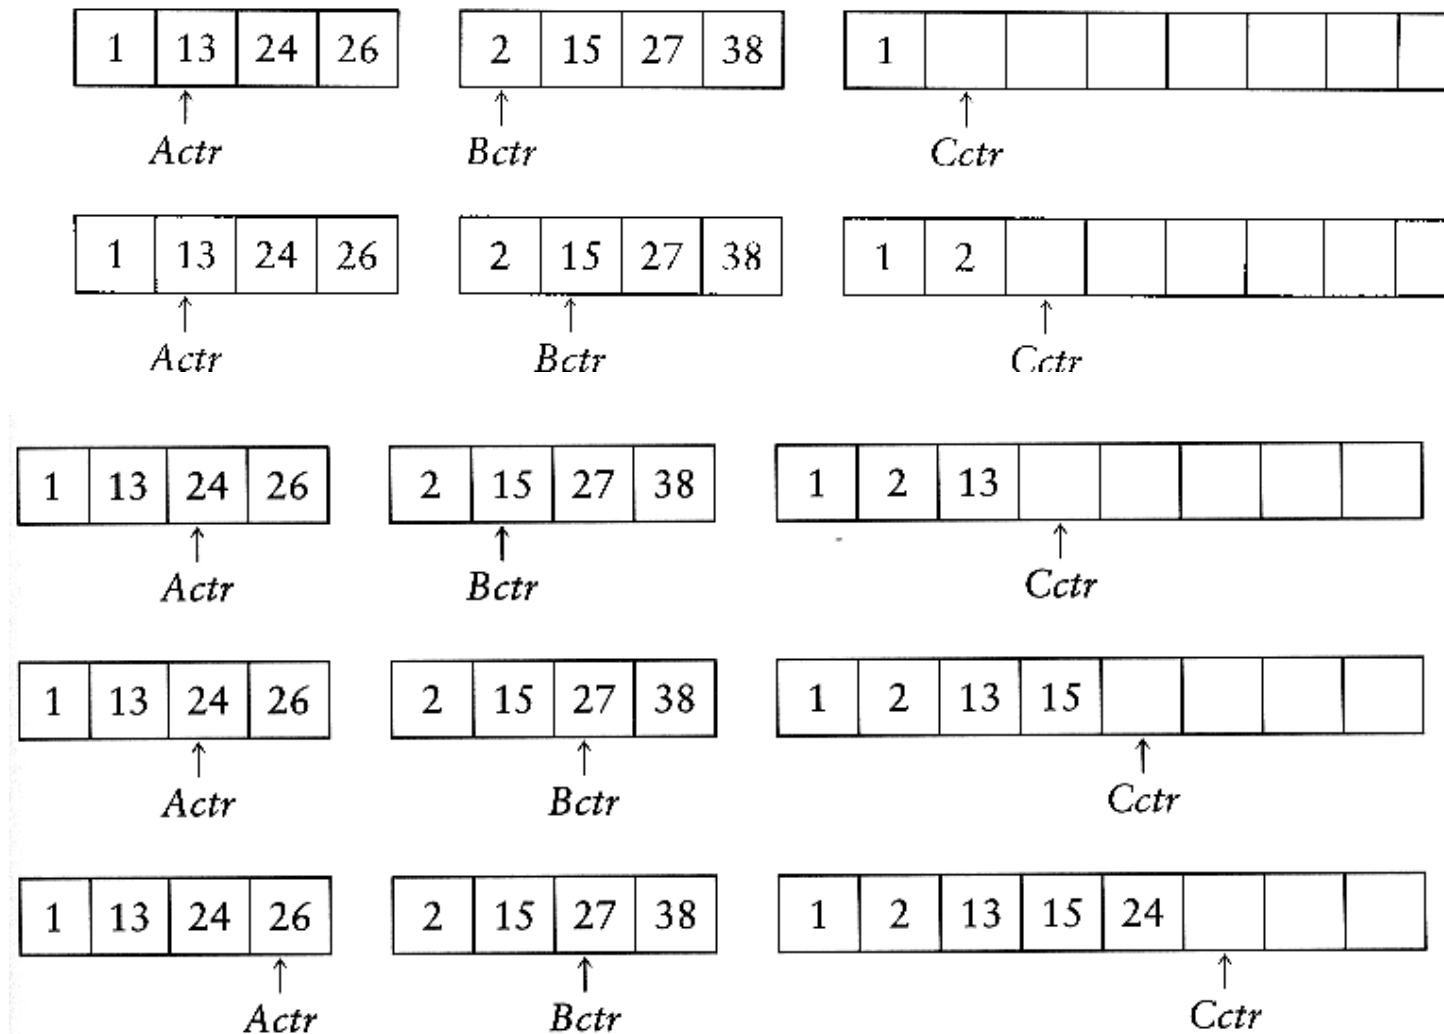 1 13 24 26 2 15 27 38 1
Actr Bctr Cctr
1 13 24 26 2 15 27 38 1 2
Actr Bctr Cctr
1 13 24 26 2 15 27 38 1 2 13
Actr Bctr Cctr
1 13 24 26 2 15 27 38 1 2 13 15
Actr Bctr Cctr
1 13 24 26 2 15 27 38 1 2 13 15 24
Actr Bctr Cctr